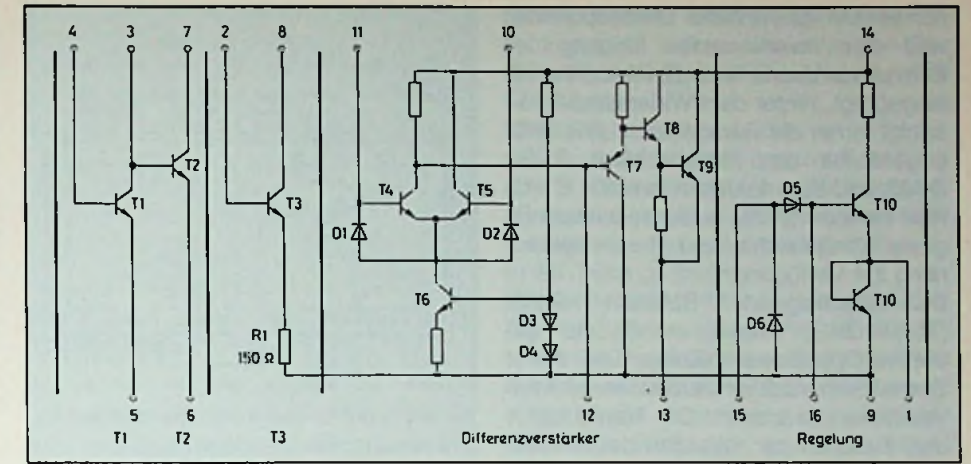 4 3 7 2 8 11 10 14
T8
T2 T7 T9
T1 T3 T4 T5 D5 T10
D1 D2
T6 T10
D3 D6
R1
150 Ω D4
5 6 12 13 15 16 9 1
T1 T2 T3 Differenzverstärker Regelung